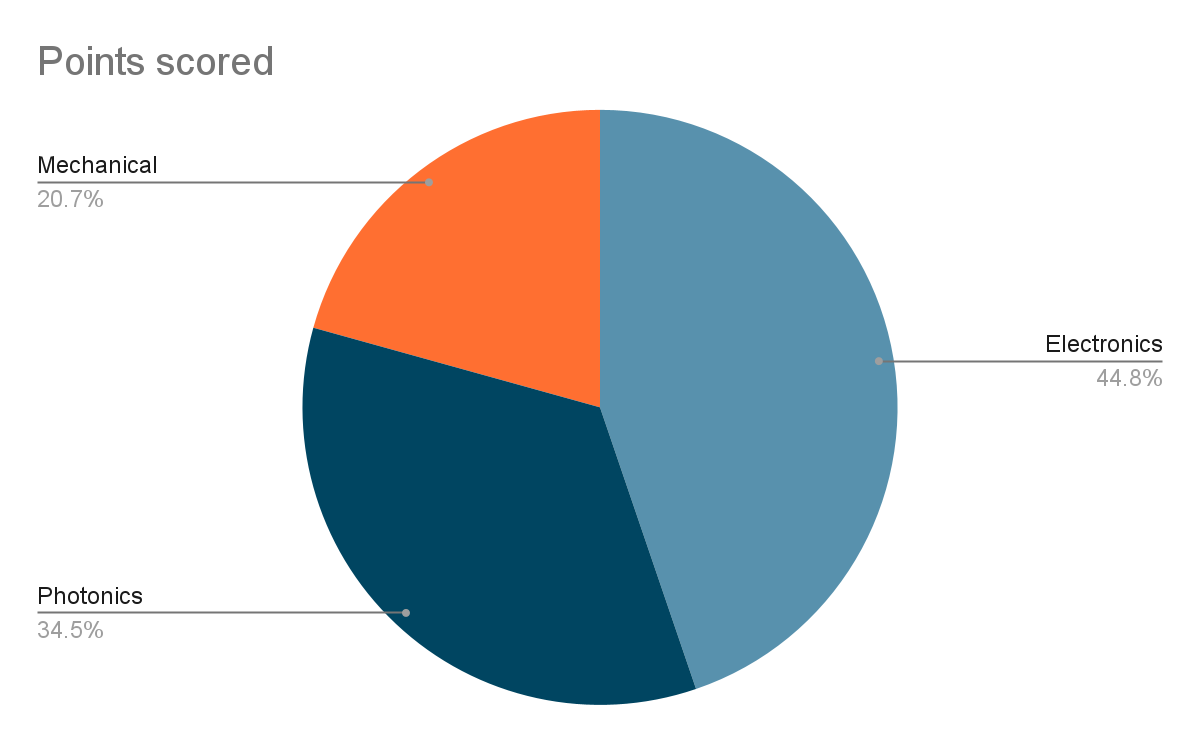 Points scored
Mechanical
20.7%
Electronics
44.8%
Photonics
34.5%